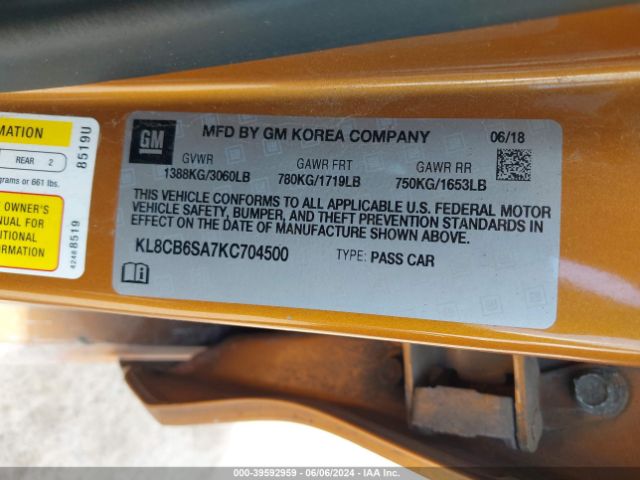 MATION
REAR 2
grams or 661 lbs.
OWNER'S
NUAL FOR
ITIONAL
ORMATION
8519U
42488519
GM
MFD BY GM KOREA COMPANY
06/18
GVWR GAWR FRT GAWR RR
1388KG/3060LB 780KG/1719LB 750KG/1653LB
THIS VEHICLE CONFORMS TO ALL APPLICABLE U.S. FEDERAL MOTOR
VEHICLE SAFETY, BUMPER, AND THEFT PREVENTION STANDARDS IN
EFFECT ON THE DATE OF MANUFACTURE SHOWN ABOVE.
KL8CB6SA7KC704500 TYPE: PASS CAR
000-39592959 - 06/06/2024 - IAA Inc.